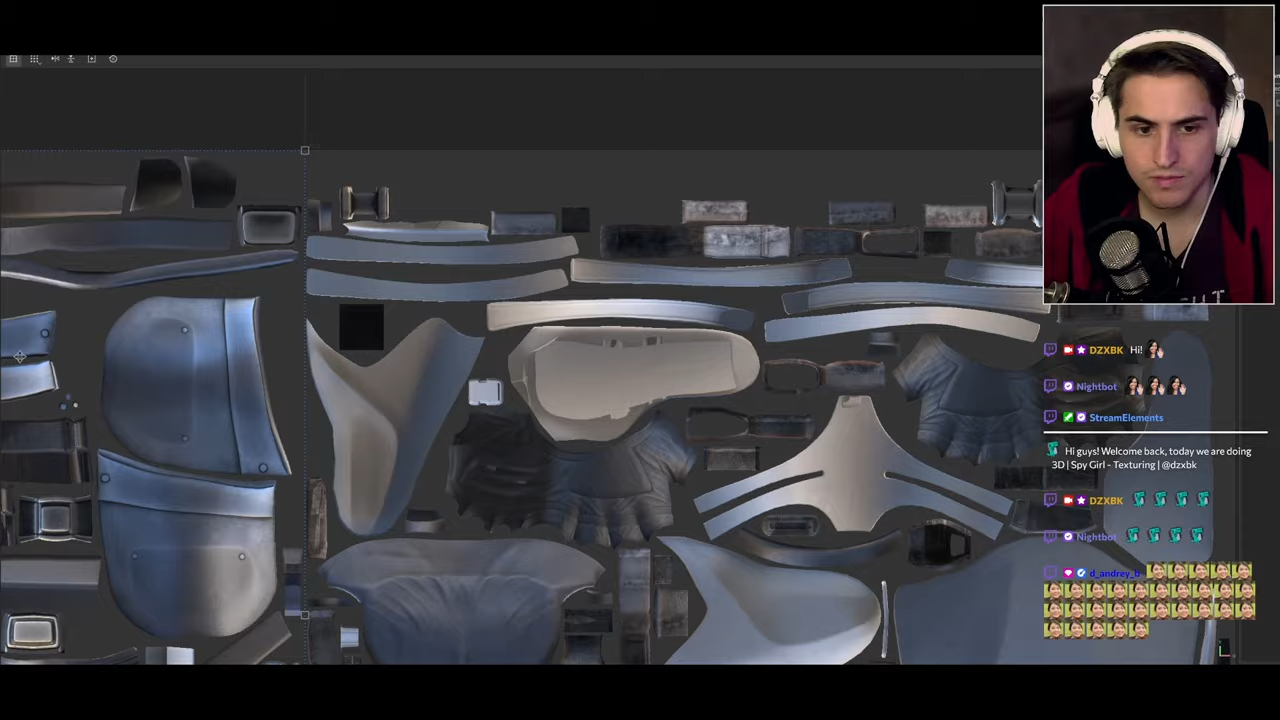 DZXBK Hi!
Nightbot
StreamElements
Hi guys! Welcome back, today we are doing
3D | Spy Girl - Texturing | @dzxbk
DZXBK
Nightbot
d_andrey_b